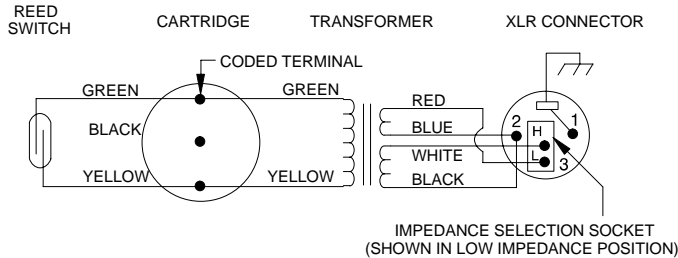 REED
SWITCH
CARTRIDGE
TRANSFORMER
XLR CONNECTOR
CODED TERMINAL
GREEN
GREEN
RED
BLACK
BLUE
2
H
1
WHITE
L
3
YELLOW
YELLOW
BLACK
IMPEDANCE SELECTION SOCKET
(SHOWN IN LOW IMPEDANCE POSITION)